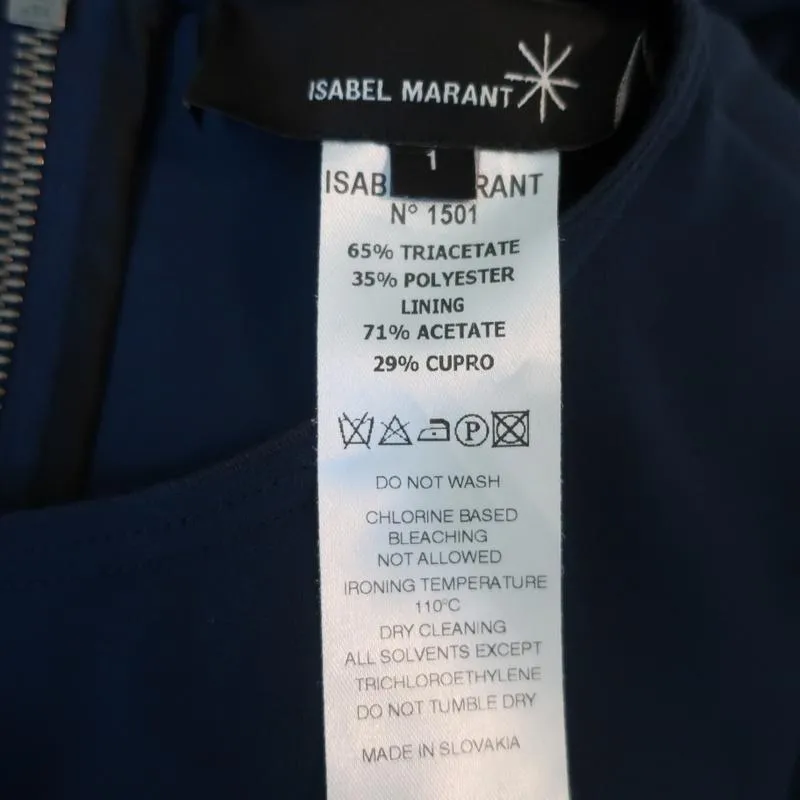 ISABEL MARANT
1
ISAB RANT
N° 1501
65% TRIACETATE
35% POLYESTER
LINING
71% ACETATE
29% CUPRO
P
DO NOT WASH
CHLORINE BASED
BLEACHING
NOT ALLOWED
IRONING TEMPERATURE
110°C
DRY CLEANING
ALL SOLVENTS EXCEPT
TRICHLOROETHYLENE
DO NOT TUMBLE DRY
MADE IN SLOVAKIA